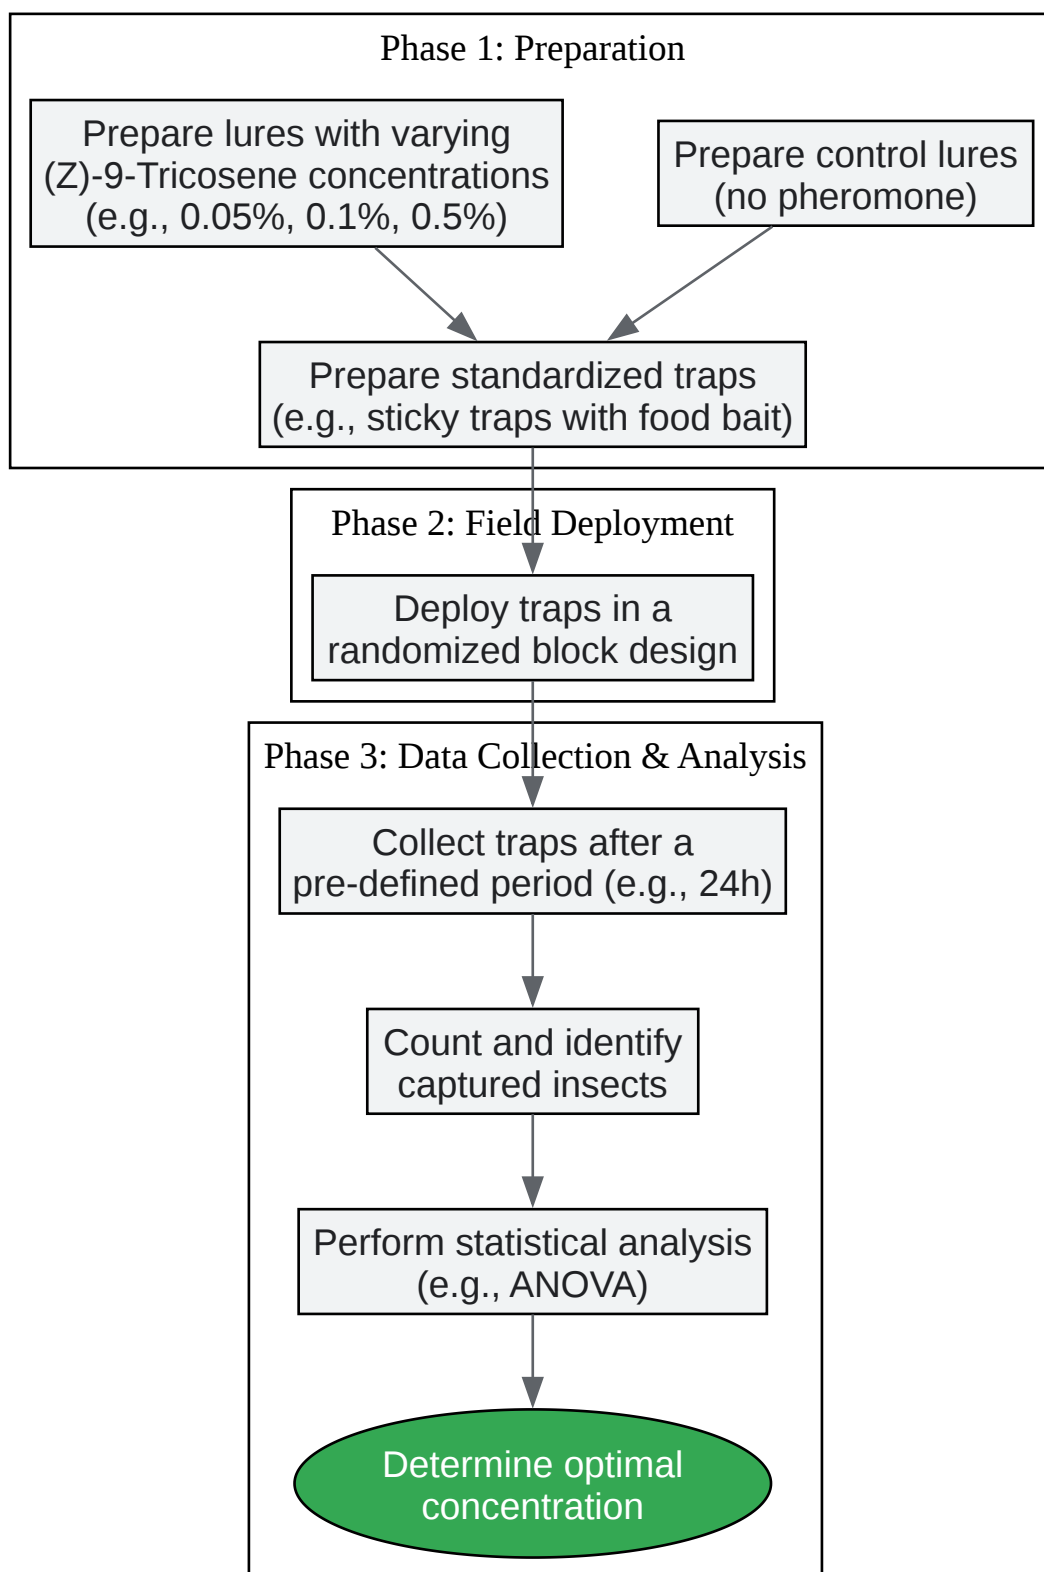 Phase 1: Preparation
Prepare lures with varying
(Z)-9-Tricosene concentrations
(e.g., 0.05%, 0.1%, 0.5%)
Prepare control lures
(no pheromone)
Prepare standardized traps
(e.g., sticky traps with food bait)
Phase 2: Field Deployment
Deploy traps in a
randomized block design
Phase 3: Data Collection & Analysis
Collect traps after a
pre-defined period (e.g., 24h)
Count and identify
captured insects
Perform statistical analysis
(e.g., ANOVA)
Determine optimal
concentration